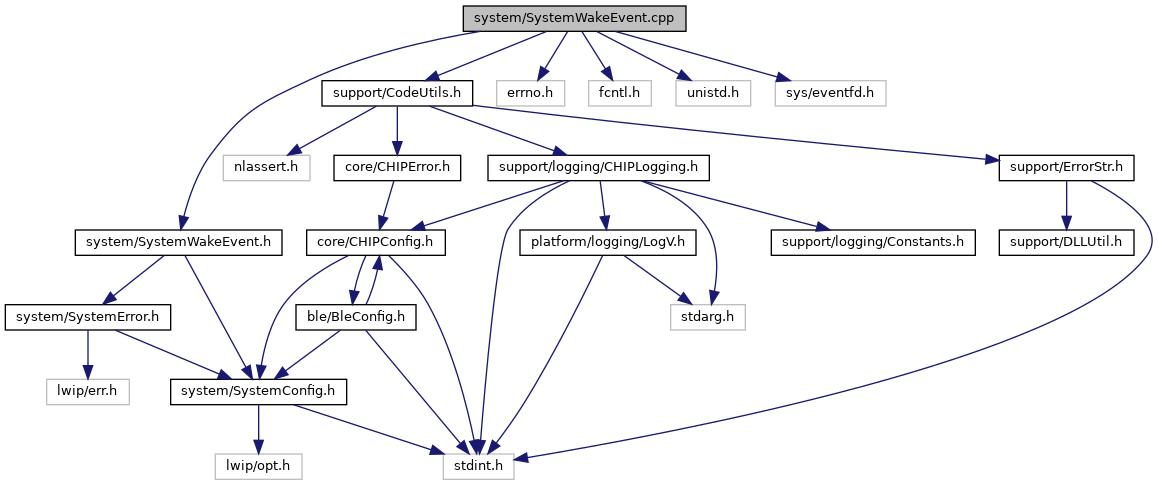 system/SystemWakeEvent.cpp
support/CodeUtils.h
errno.h
fcntl.h
unistd.h
sys/eventfd.h
nlassert.h
core/CHIPError.h
support/logging/CHIPLogging.h
support/ErrorStr.h
system/SystemWakeEvent.h
core/CHIPConfig.h
platform/logging/LogV.h
support/logging/Constants.h
support/DLLUtil.h
system/SystemError.h
ble/BleConfig.h
stdarg.h
lwip/err.h
system/SystemConfig.h
lwip/opt.h
stdint.h